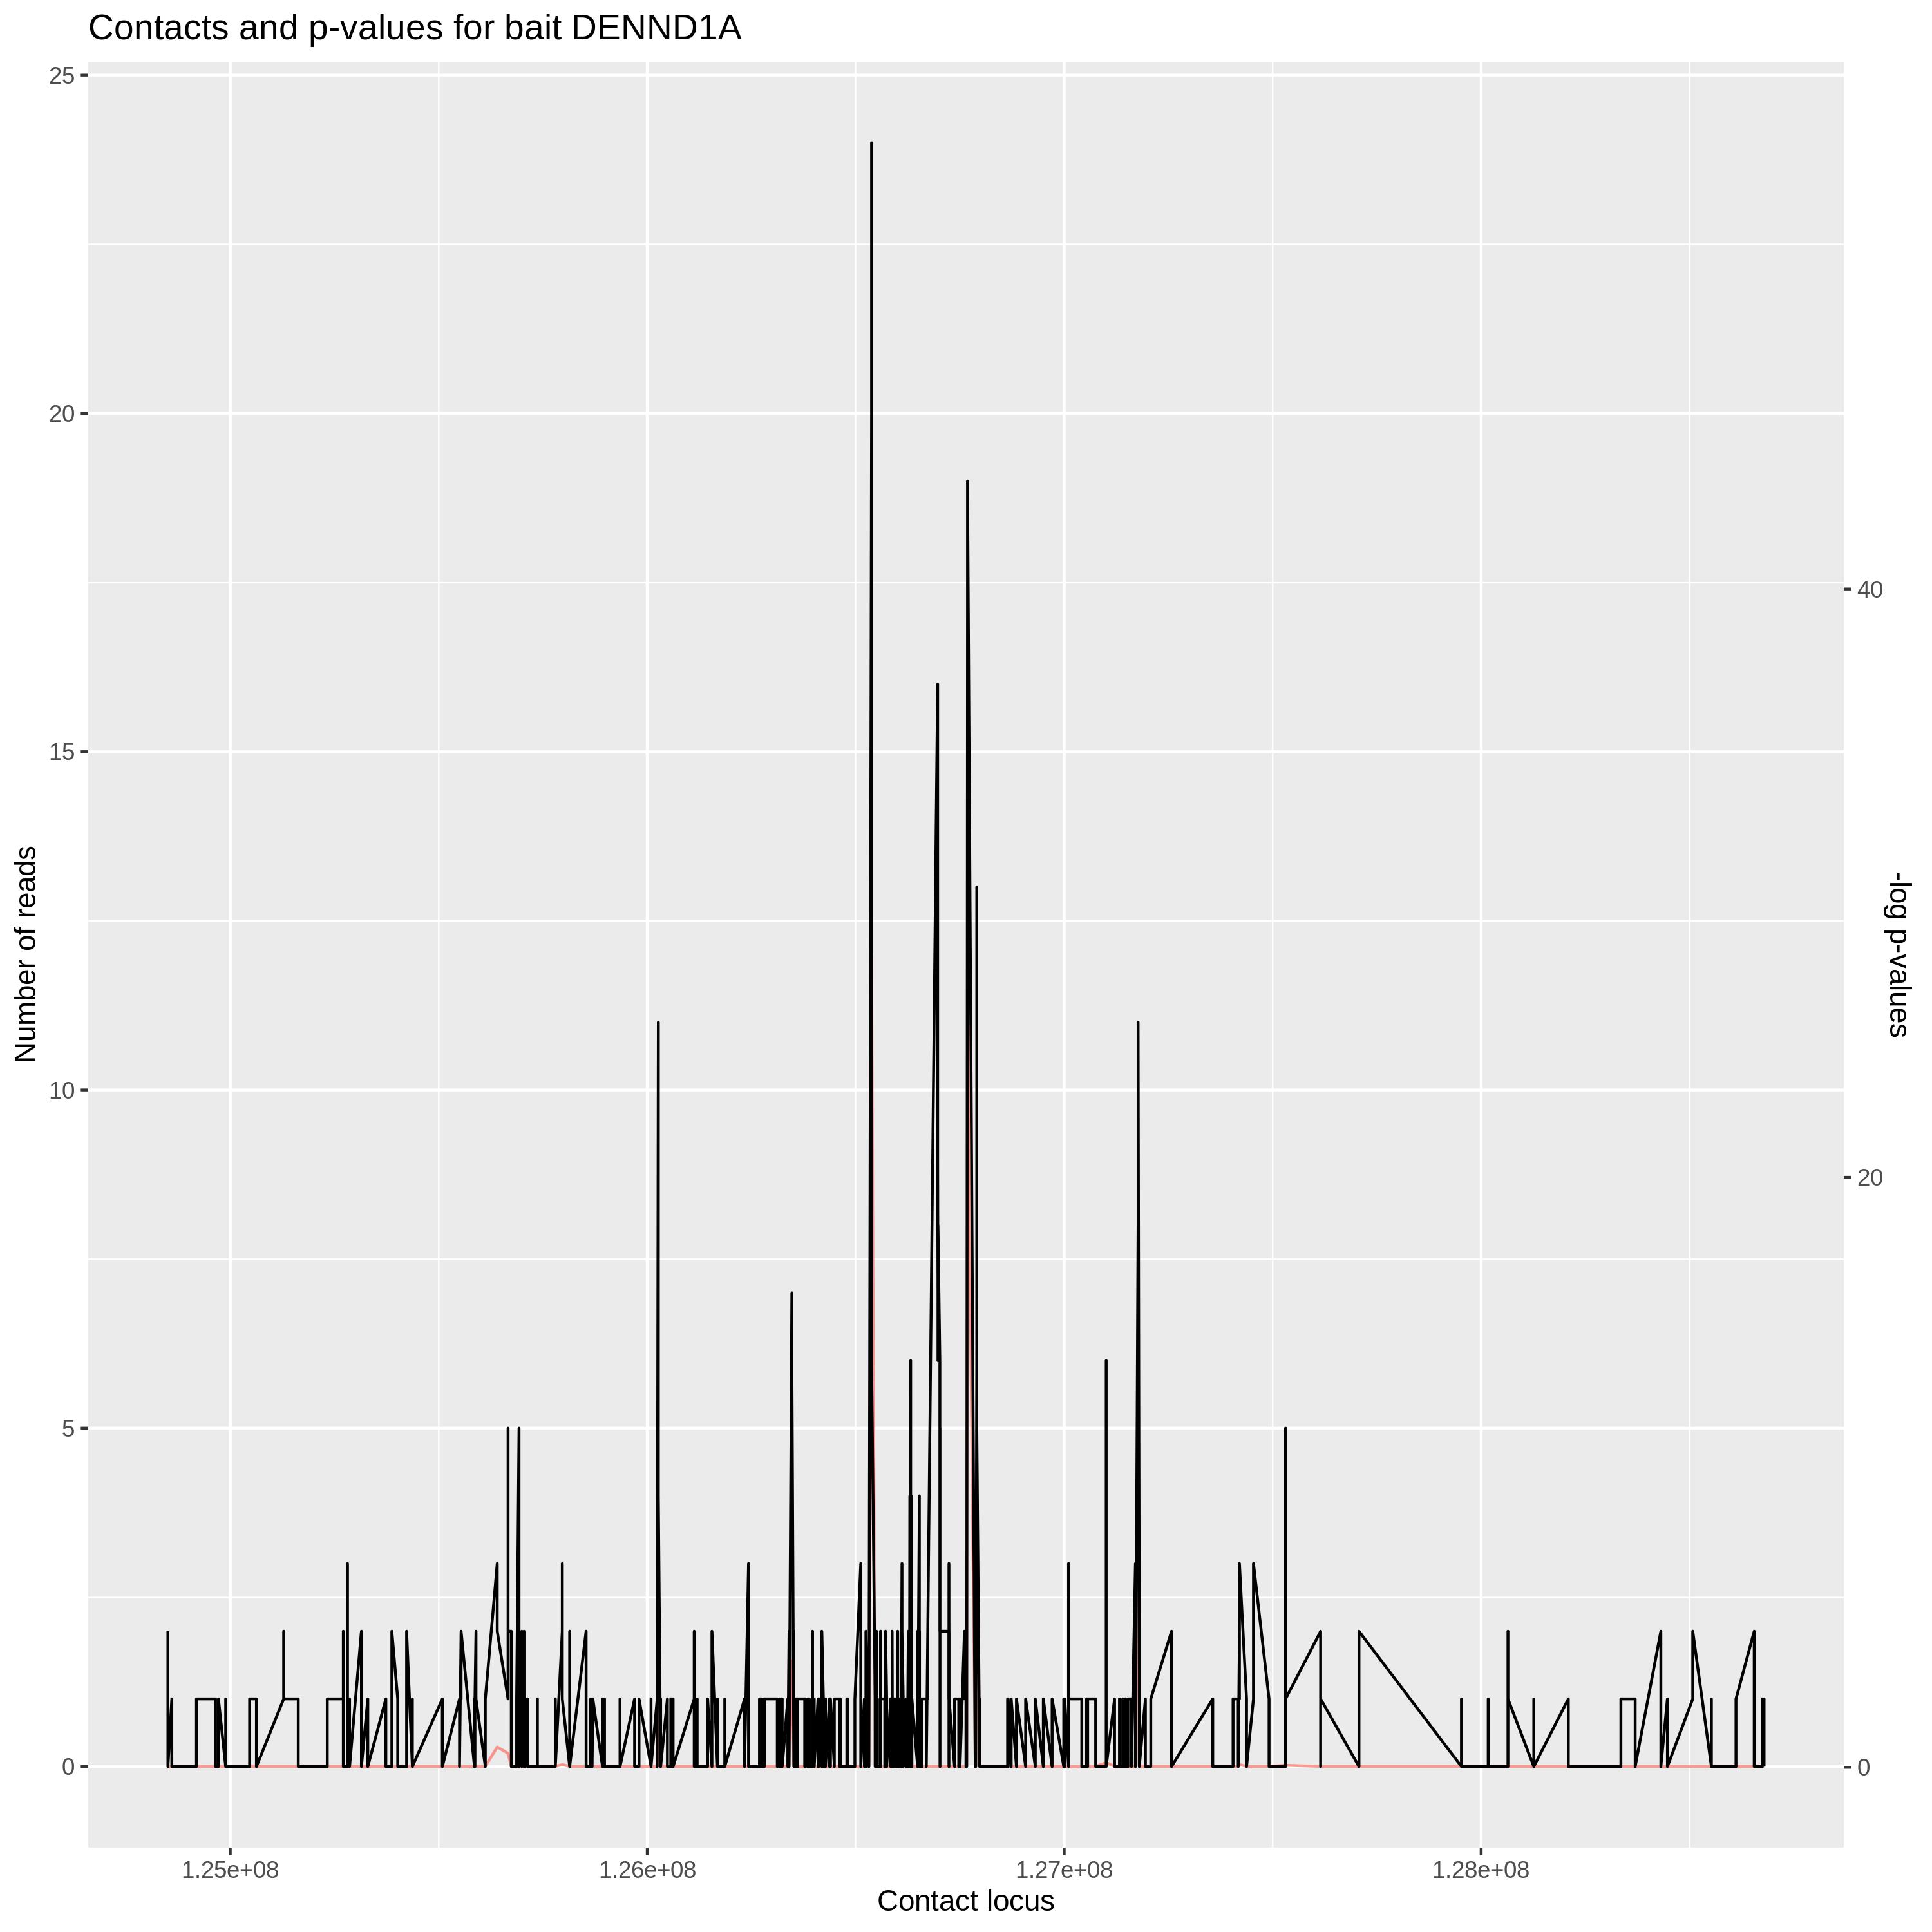 Contacts and p-values for bait DENND1A
25
20
15
10
5
0
Number of reads
40
20
0
-log p-values
1.25e+08
1.26e+08
1.27e+08
1.28e+08
Contact locus